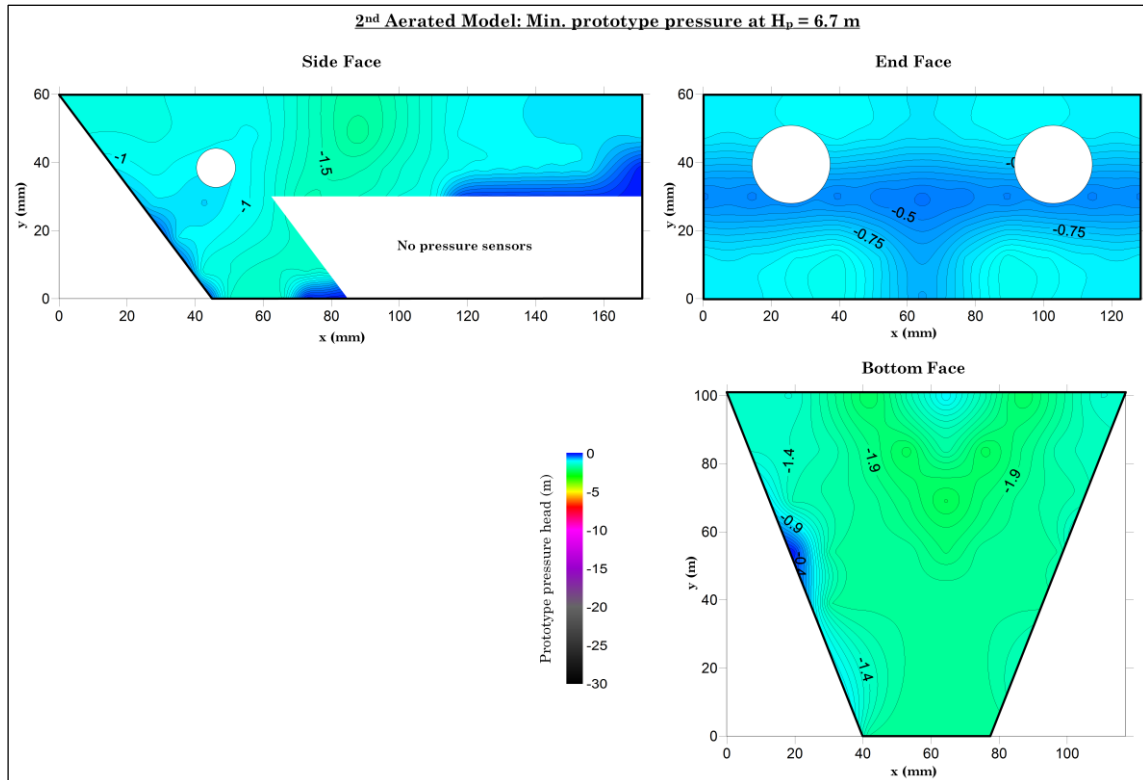 2nd Aerated Model: Min. prototype pressure at Hp = 6.7 m
Side Face
60
40
20
0
y (mm)
0 20 40 60 80 100 120 140 160
x (mm)
-1
-1
-1.5
No pressure sensors
End Face
60
40
20
0
y (mm)
0 20 40 60 80 100 120
x (mm)
-0.5
-0.75
-0.75
Bottom Face
100
80
60
40
20
0
y (m)
0 20 40 60 80 100
x (mm)
-1.4
-1.9
-1.9
-0.9
-0.4
-1.4
Prototype pressure head (m)
0
-5
-10
-15
-20
-25
-30